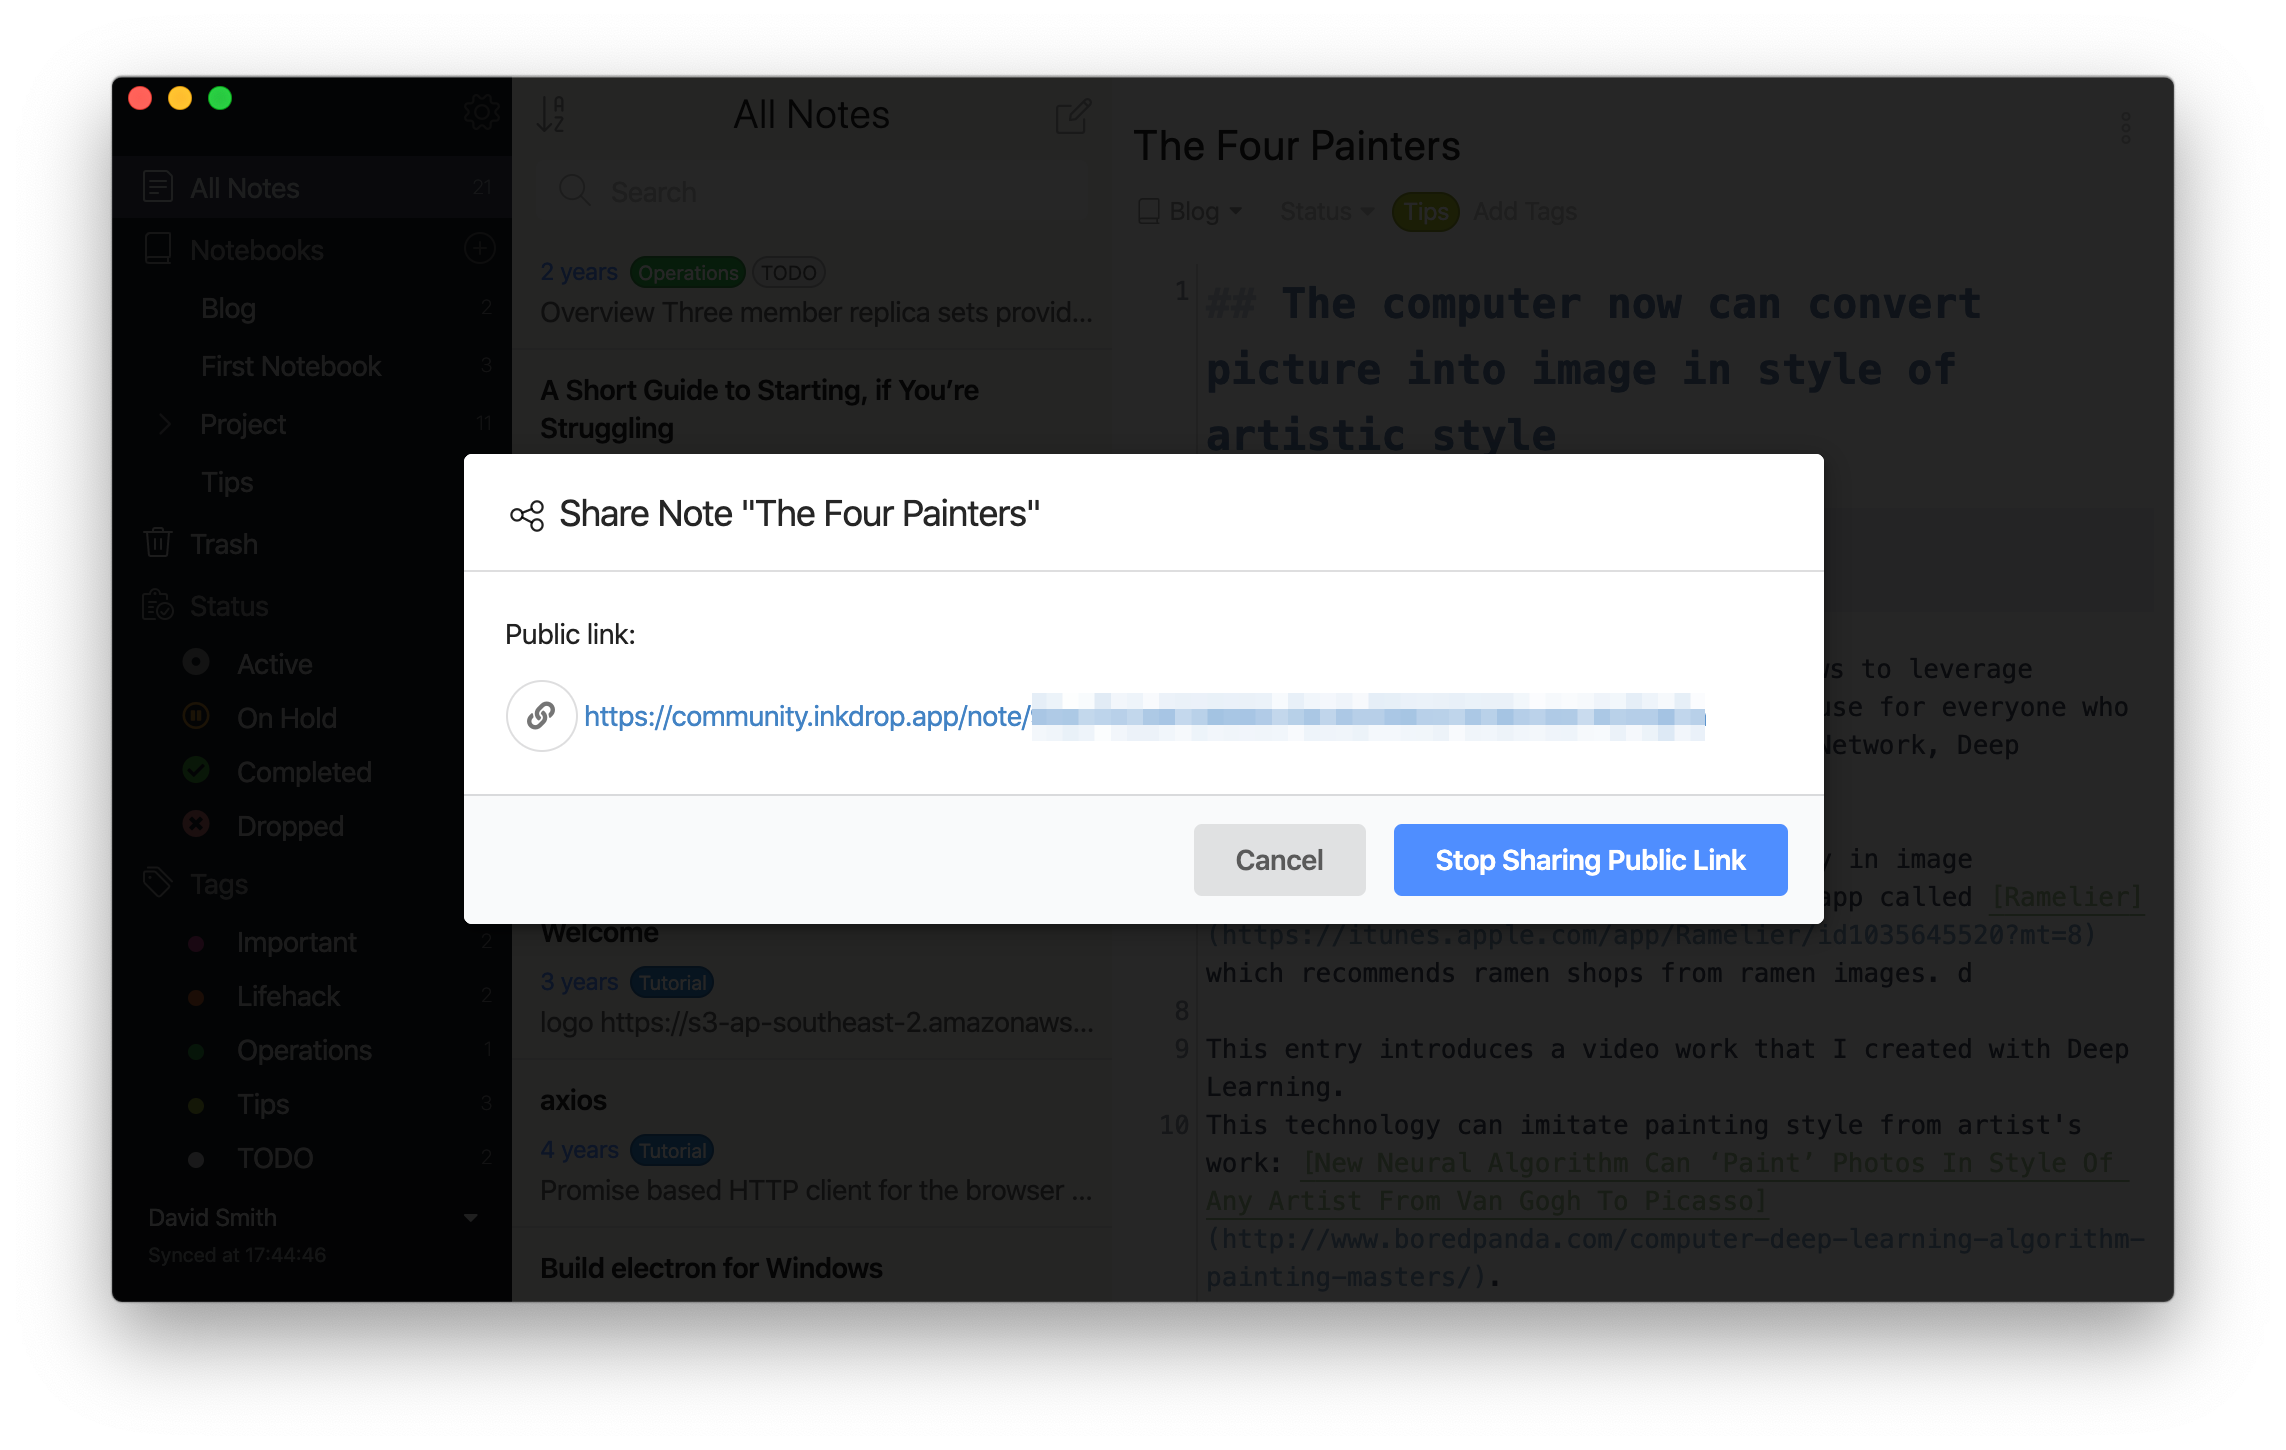 All Notes 21
Notebooks
Blog 2
First Notebook 3
Project 11
Tips
Trash
Status
Active
On Hold
Completed
Dropped
Tags
Important 2
Lifehack 2
Operations 1
Tips 3
TODO 2
David Smith
Synced at 17:44:46
All Notes
Search
2 years Operations TODO
Overview Three member replica sets provid...
A Short Guide to Starting, if You’re
Struggling
Welcome
3 years Tutorial
logo https://s3-ap-southeast-2.amazonaws...
axios
4 years Tutorial
Promise based HTTP client for the browser ...
Build electron for Windows
The Four Painters
Blog Status Tips Add Tags
1 ## The computer now can convert
picture into image in style of
artistic style
to leverage
use for everyone who
Network, Deep
in image
app called [Ramelier]
(https://itunes.apple.com/app/Ramelier/id1035645520?mt=8)
which recommends ramen shops from ramen images. d
8
9 This entry introduces a video work that I created with Deep
Learning.
10 This technology can imitate painting style from artist's
work: [New Neural Algorithm Can ‘Paint’ Photos In Style Of
Any Artist From Van Gogh To Picasso]
(http://www.boredpanda.com/computer-deep-learning-algorithm-
painting-masters/).
Share Note "The Four Painters"
Public link:
https://community.inkdrop.app/note/
Cancel
Stop Sharing Public Link